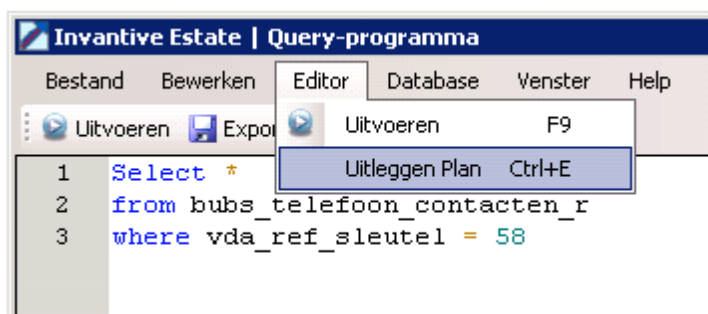 Invantive Estate | Query-programma
Bestand Bewerken Editor Database Venster Help
Uitvoeren
Uitvoeren F9
Uitleggen Plan Ctrl+E
1 Select *
2 from bubs_telefoon_contacten_r
3 where vda_ref_sleutel = 58